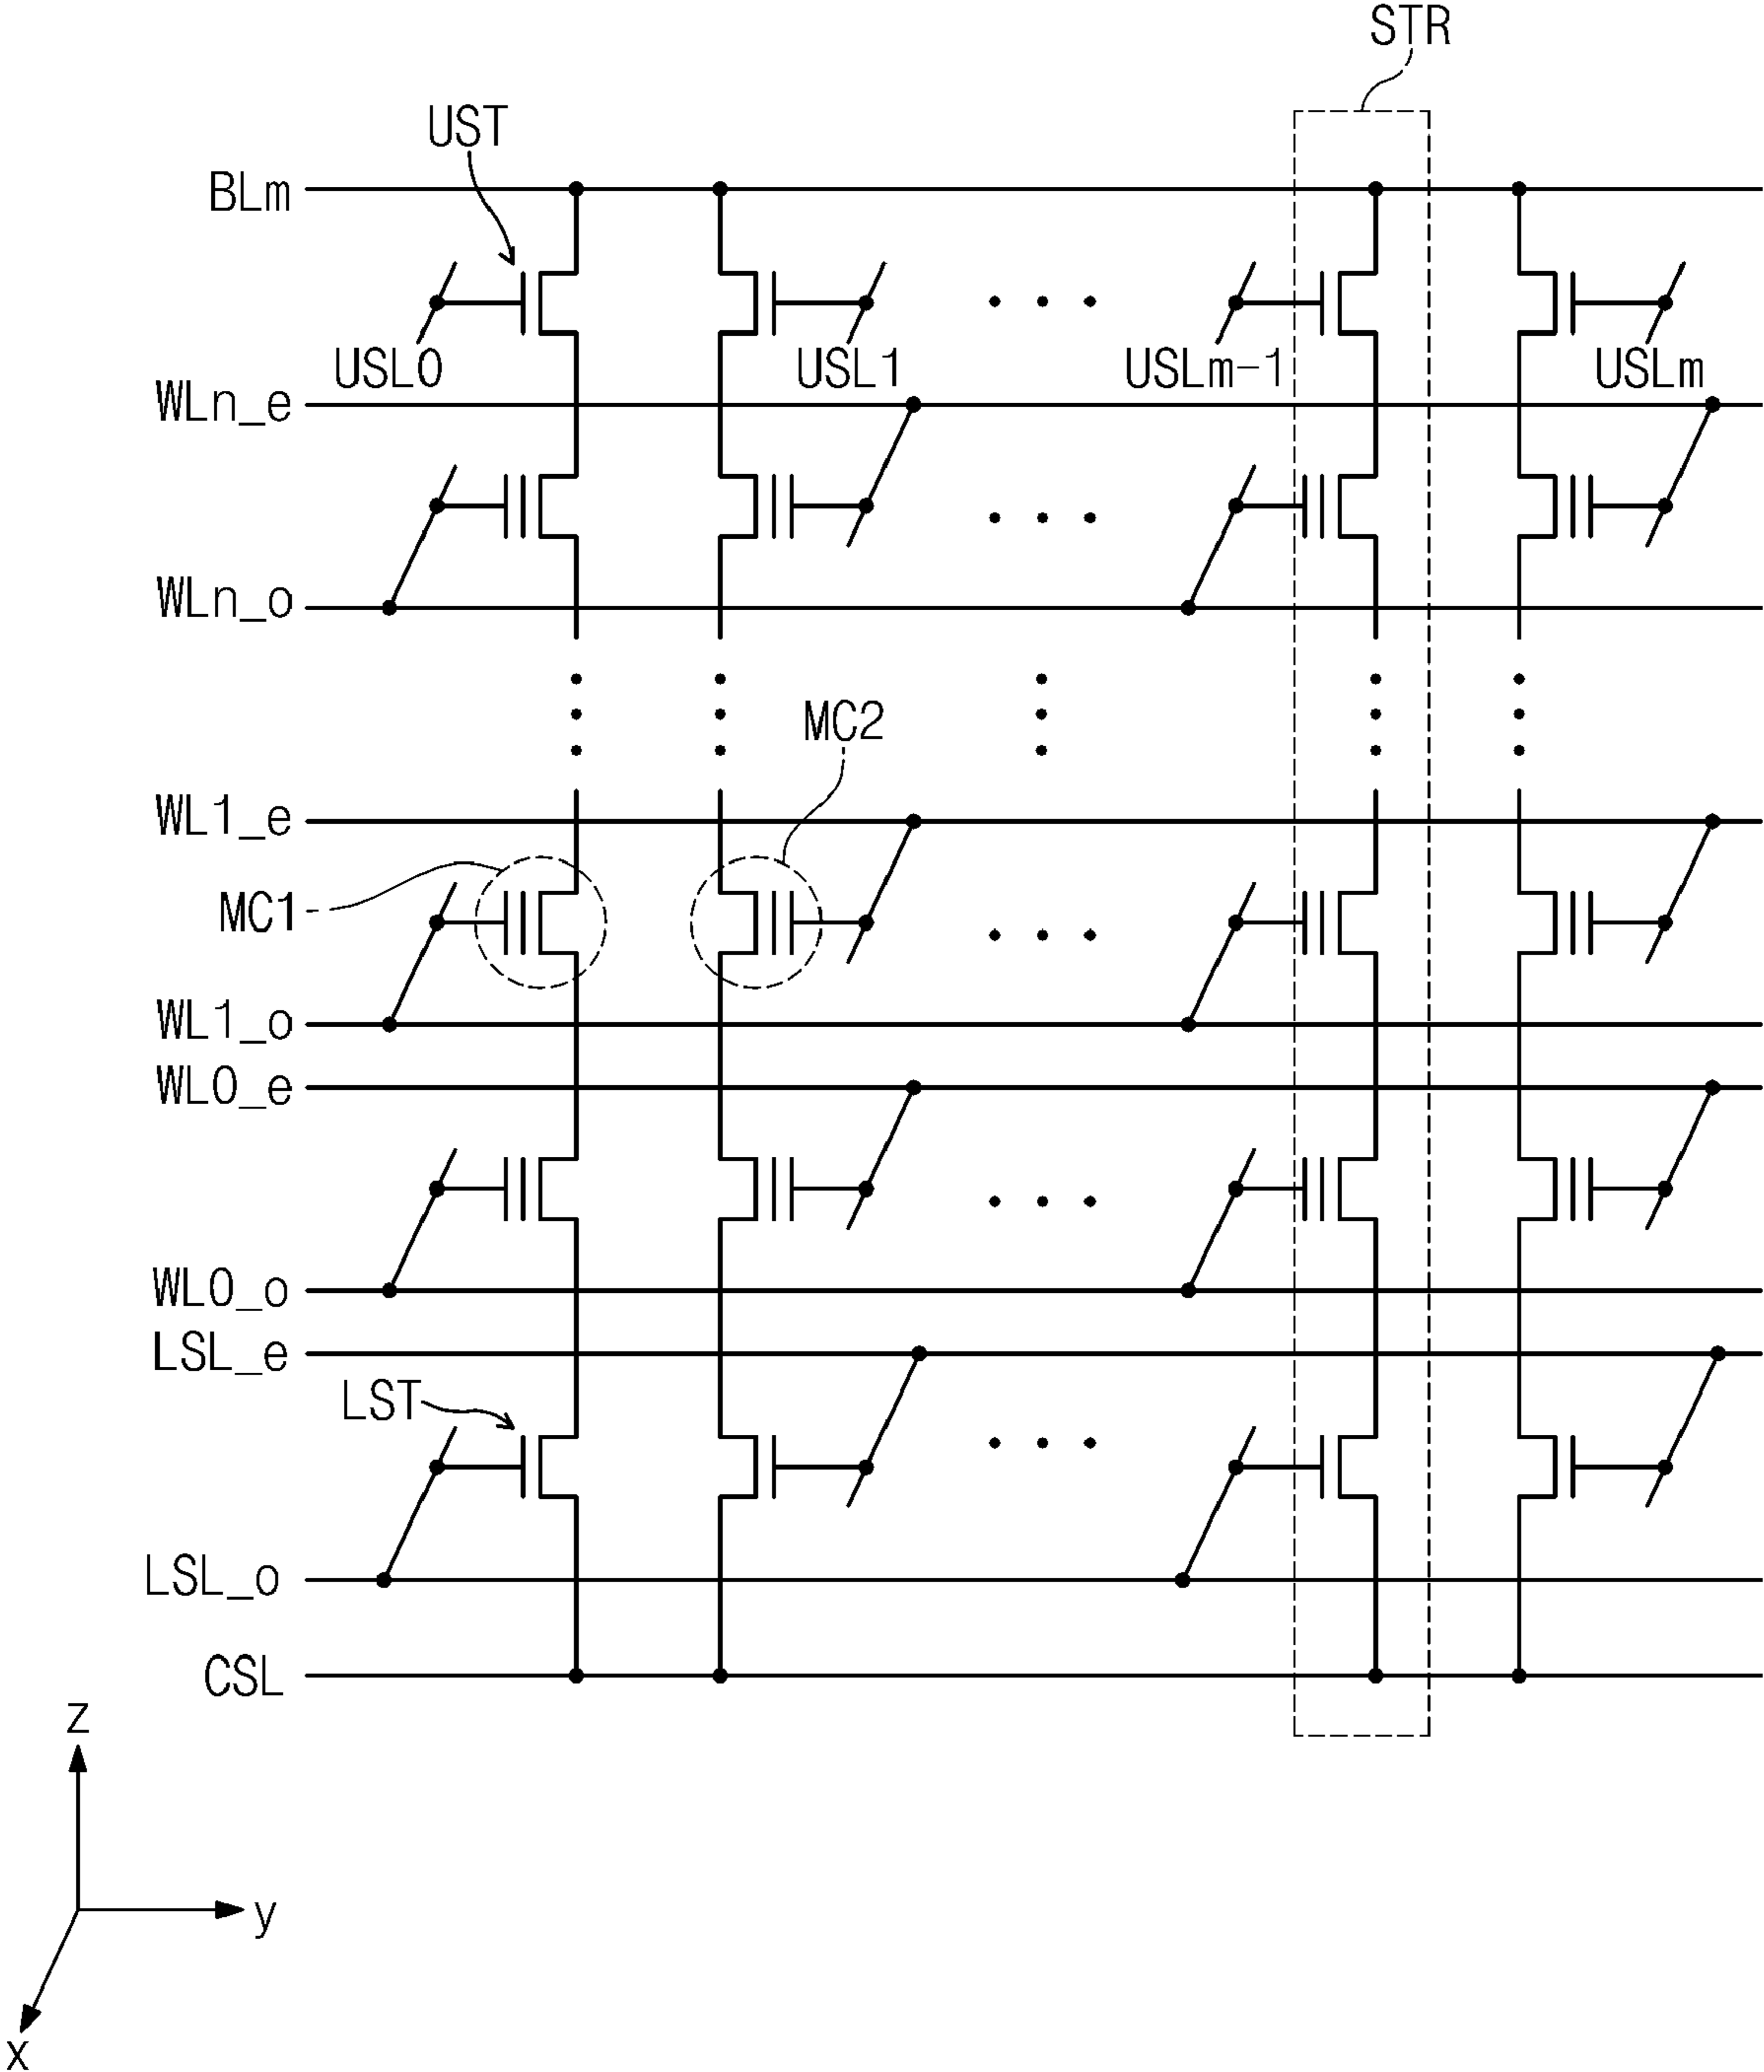 STR
UST
BLm
USL0
USL1
USLm-1
USLm
WLn_e
WLn_o
MC2
WL1_e
MC1
WL1_o
WL0_e
WL0_o
LSL_e
LST
LSL_o
CSL
z
y
x